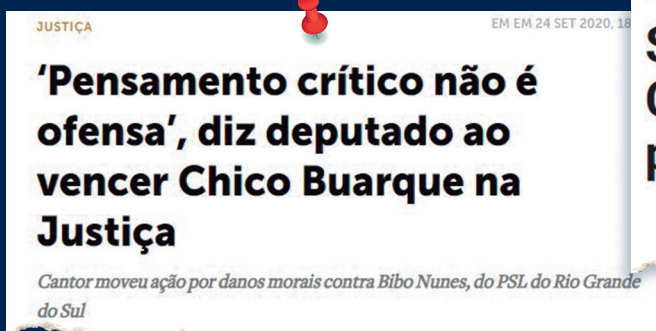 JUSTIÇA
EM EM 24 SET 2020, 18
‘Pensamento crítico não é
ofensa’, diz deputado ao
vencer Chico Buarque na
Justiça
Cantor moveu ação por danos morais contra Bibo Nunes, do PSL do Rio Grande
do Sul